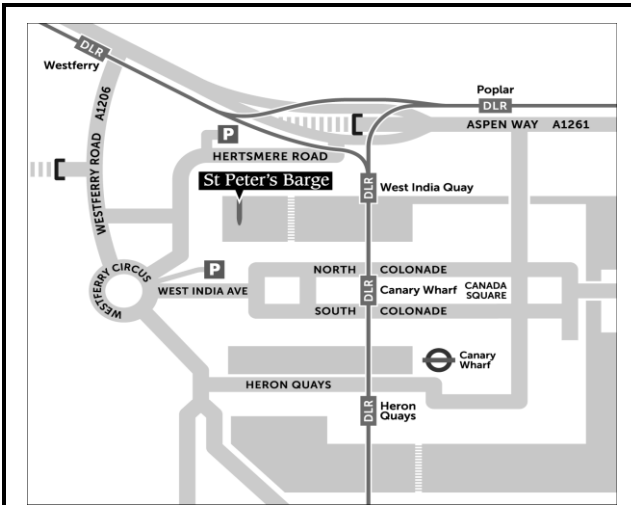 DLR
Westferry
Poplar
DLR
ASPEN WAY A1261
WESTFERRY ROAD A1206
P
HERTSMERE ROAD
St Peter's Barge
DLR
West India Quay
WESTFERRY CIRCUS
P
WEST INDIA AVE
NORTH COLONADE
DLR
Canary Wharf
CANADA
SQUARE
SOUTH COLONADE
Canary
Wharf
HERON QUAYS
DLR
Heron
Quays